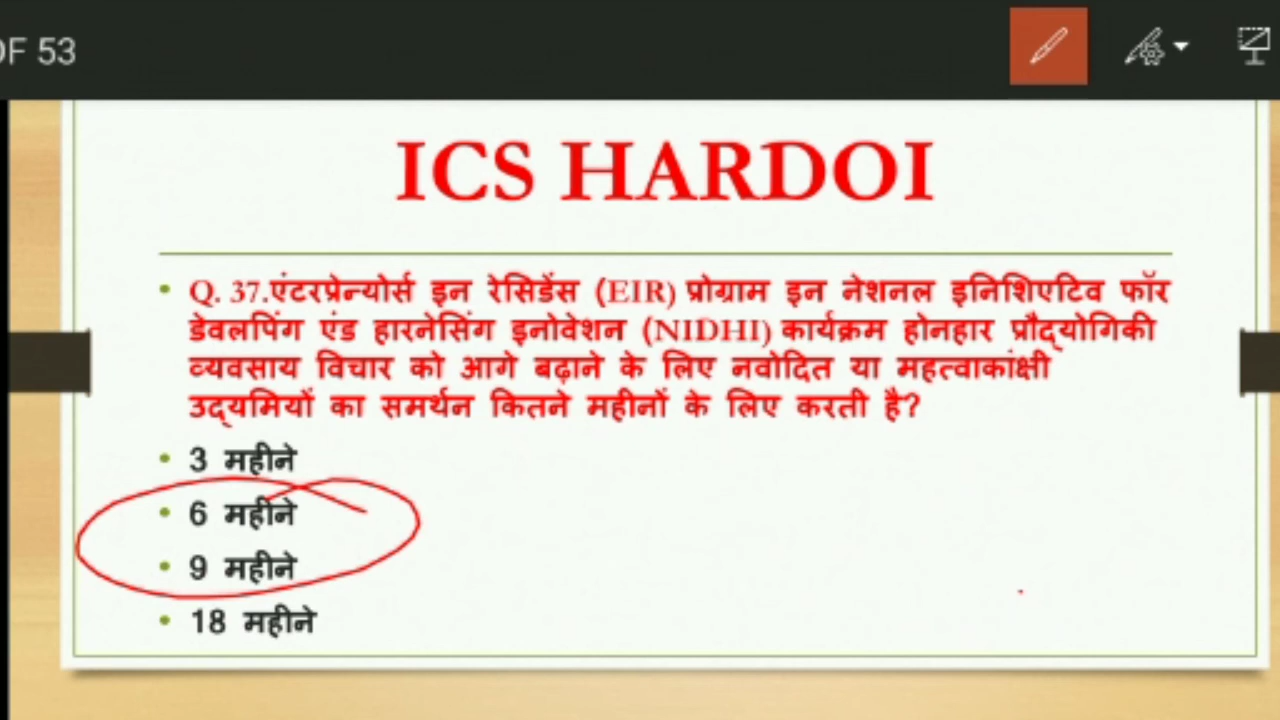 OF 53
ICS HARDOI
• Q. 37.एंटरप्रेन्योर्स इन रेसिडेंस (EIR) प्रोग्राम इन नेशनल इनिशिएटिव फॉर
डेवलपिंग एंड हारनेसिंग इनोवेशन (NIDHI) कार्यक्रम होनहार प्रौद्योगिकी
व्यवसाय विचार को आगे बढ़ाने के लिए नवोदित या महत्वाकांक्षी
उद्यमियों का समर्थन कितने महीनों के लिए करती है?
• 3 महीने
• 6 महीने
• 9 महीने
• 18 महीने